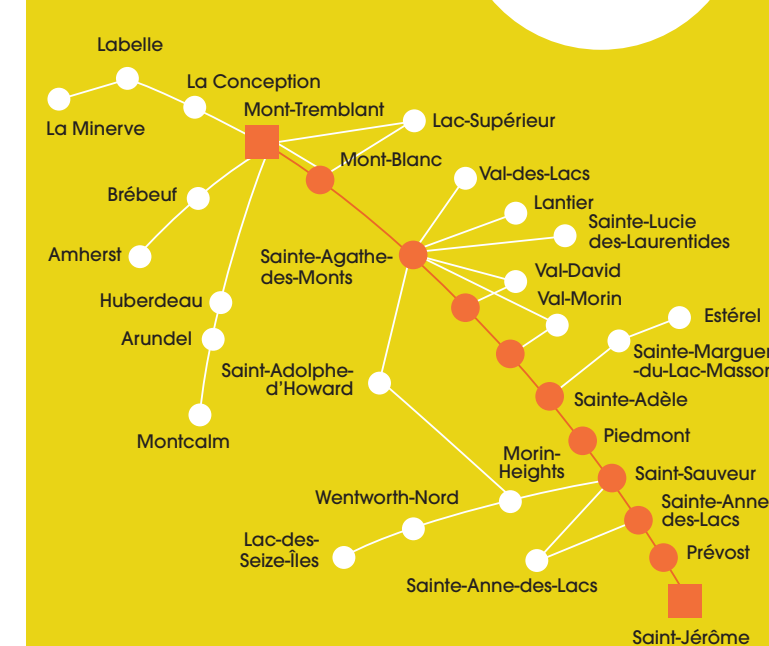 Labelle
La Conception
Mont-Tremblant
La Minerve
Lac-Supérieur
Mont-Blanc
Val-des-Lacs
Brébeuf
Lantier
Sainte-Lucie
des-Laurentides
Amherst
Sainte-Agathe-
des-Monts
Val-David
Val-Morin
Huberdeau
Estérel
Arundel
Sainte-Marguer
-du-Lac-Masson
Saint-Adolphe-
d'Howard
Sainte-Adèle
Montcalm
Piedmont
Morin-
Heights
Saint-Sauveur
Wentworth-Nord
Sainte-Anne
des-Lacs
Lac-des-
Seize-Îles
Prévost
Sainte-Anne-des-Lacs
Saint-Jérôme